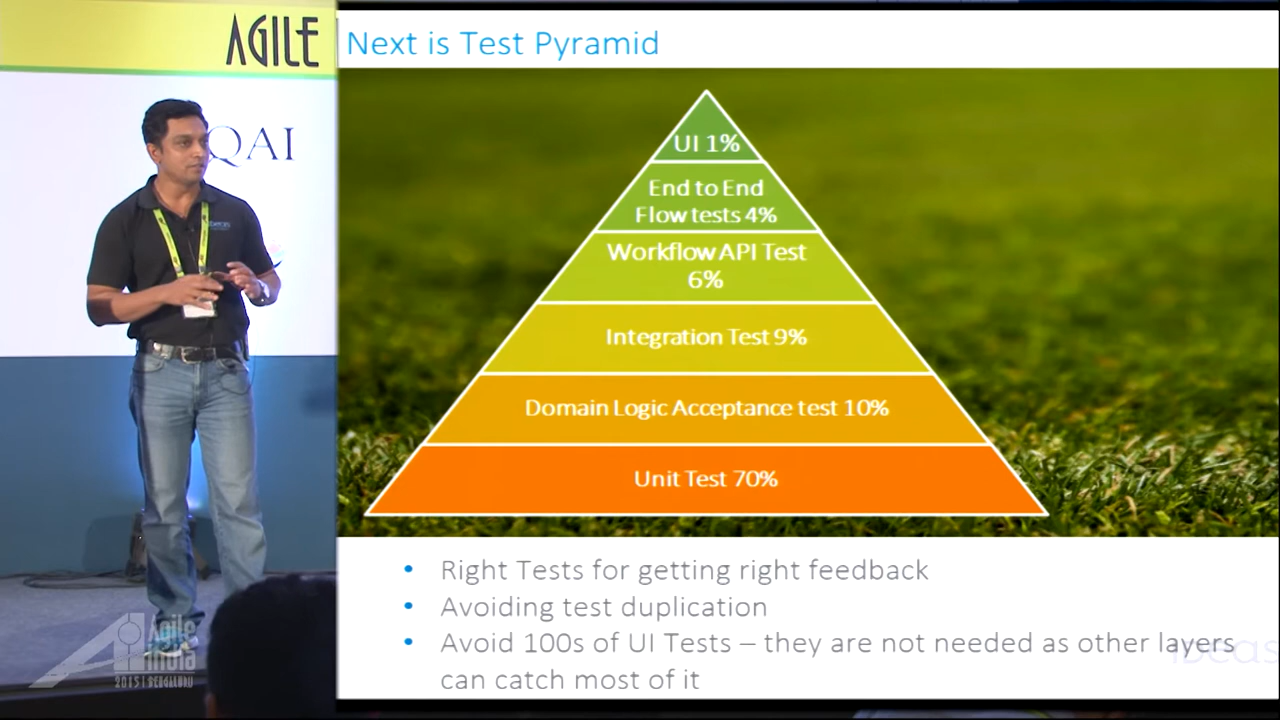 AGILE
QAI
Next is Test Pyramid
UI 1%
End to End
Flow tests 4%
Workflow API Test
6%
Integration Test 9%
Domain Logic Acceptance test 10%
Unit Test 70%
• Right Tests for getting right feedback
• Avoiding test duplication
• Avoid 100s of UI Tests – they are not needed as other layers
can catch most of it
ideas
Agile
India
2015 | BENGALURU